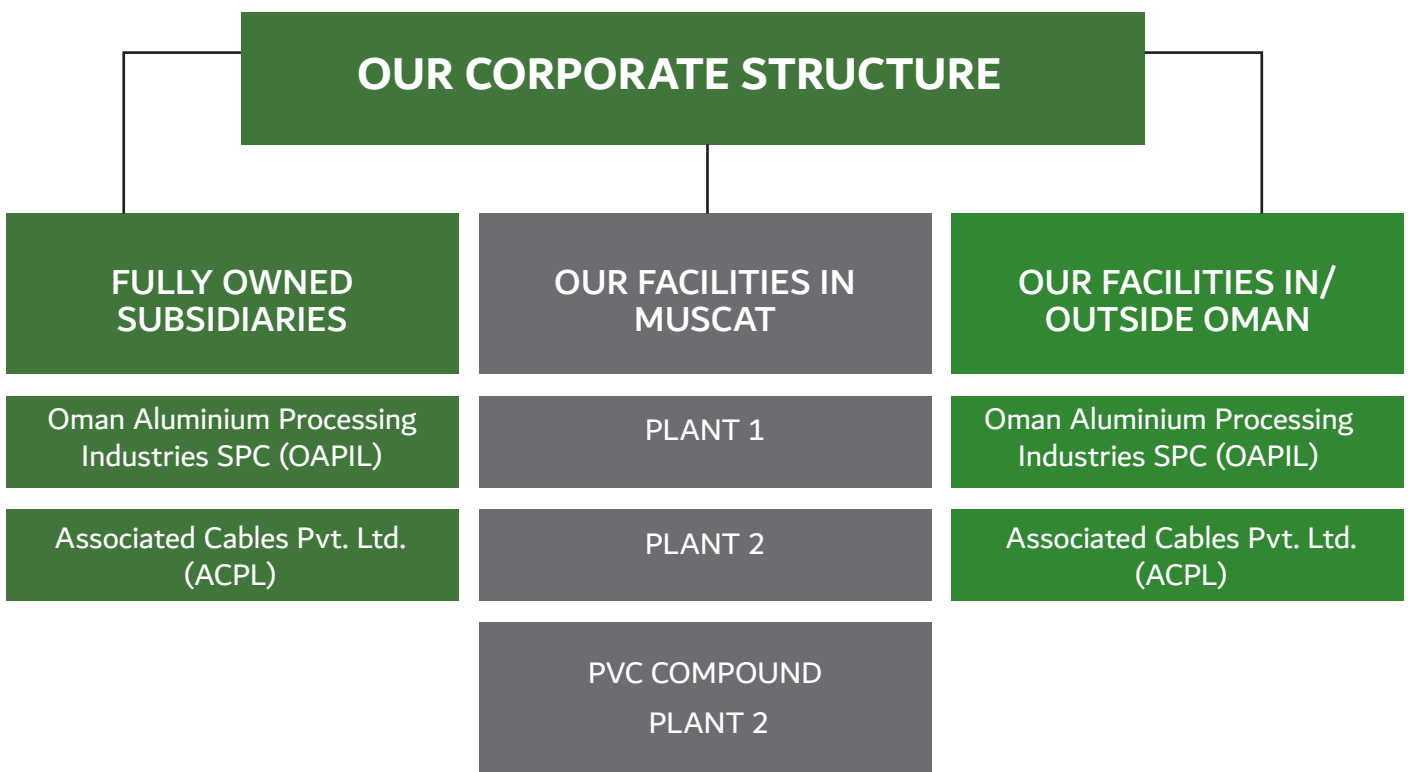 OUR CORPORATE STRUCTURE
FULLY OWNED
SUBSIDIARIES
Oman Aluminium Processing
Industries SPC (OAPIL)
Associated Cables Pvt. Ltd.
(ACPL)
OUR FACILITIES IN
MUSCAT
PLANT 1
PLANT 2
PVC COMPOUND
PLANT 2
OUR FACILITIES IN/
OUTSIDE OMAN
Oman Aluminium Processing
Industries SPC (OAPIL)
Associated Cables Pvt. Ltd.
(ACPL)